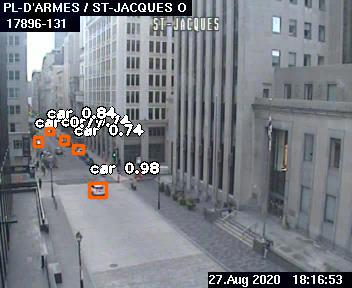 PL-D'ARMES / ST-JACQUES O
17896-131
ST-JACQUES
car 0.84
car 0.74
car 0.98
27.Aug 2020 18:16:53